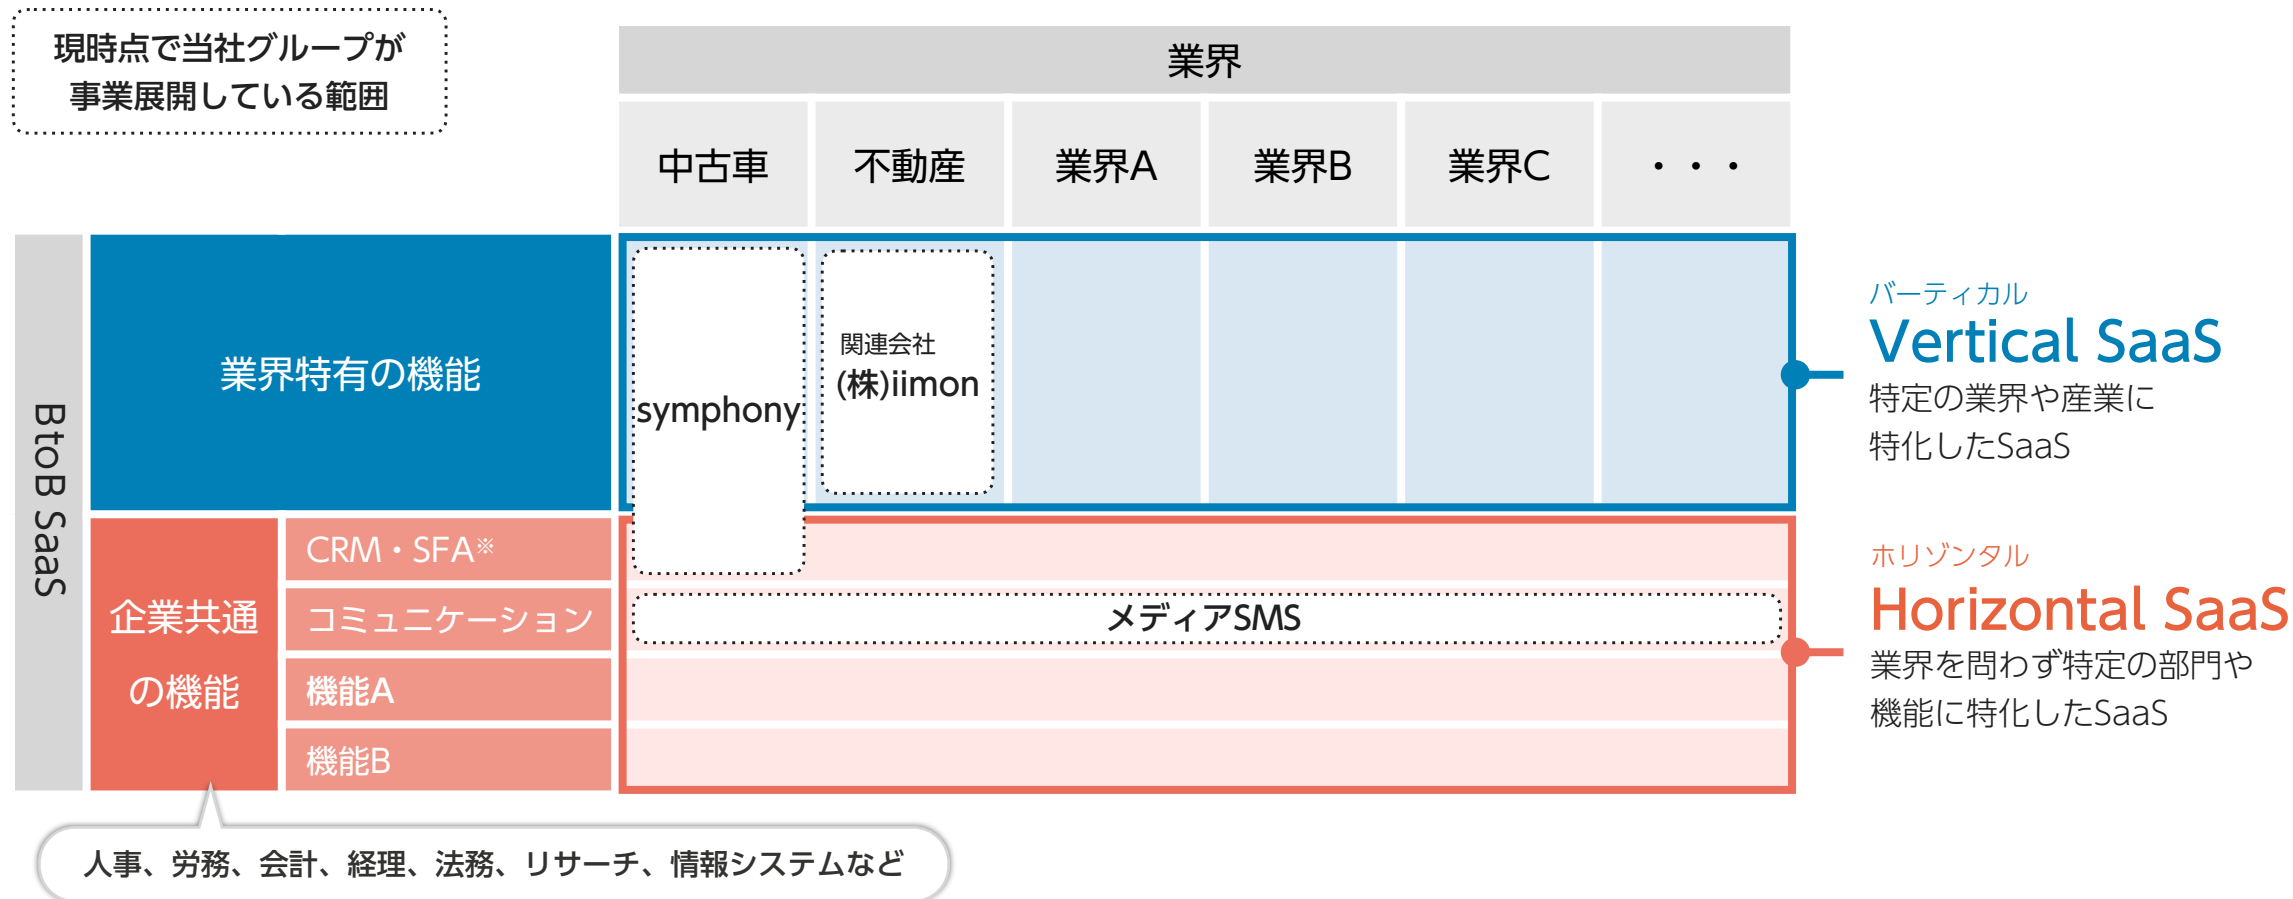 現時点で当社グループが
事業展開している範囲
業界
中古車
不動産
業界A
業界B
業界C
・・・
BtoB SaaS
業界特有の機能
symphony
関連会社
(株)iimon
バーティカル
Vertical SaaS
特定の業界や産業に
特化したSaaS
企業共通
の機能
CRM・SFA※
コミュニケーション
機能A
機能B
メディアSMS
ホリゾンタル
Horizontal SaaS
業界を問わず特定の部門や
機能に特化したSaaS
人事、労務、会計、経理、法務、リサーチ、情報システムなど